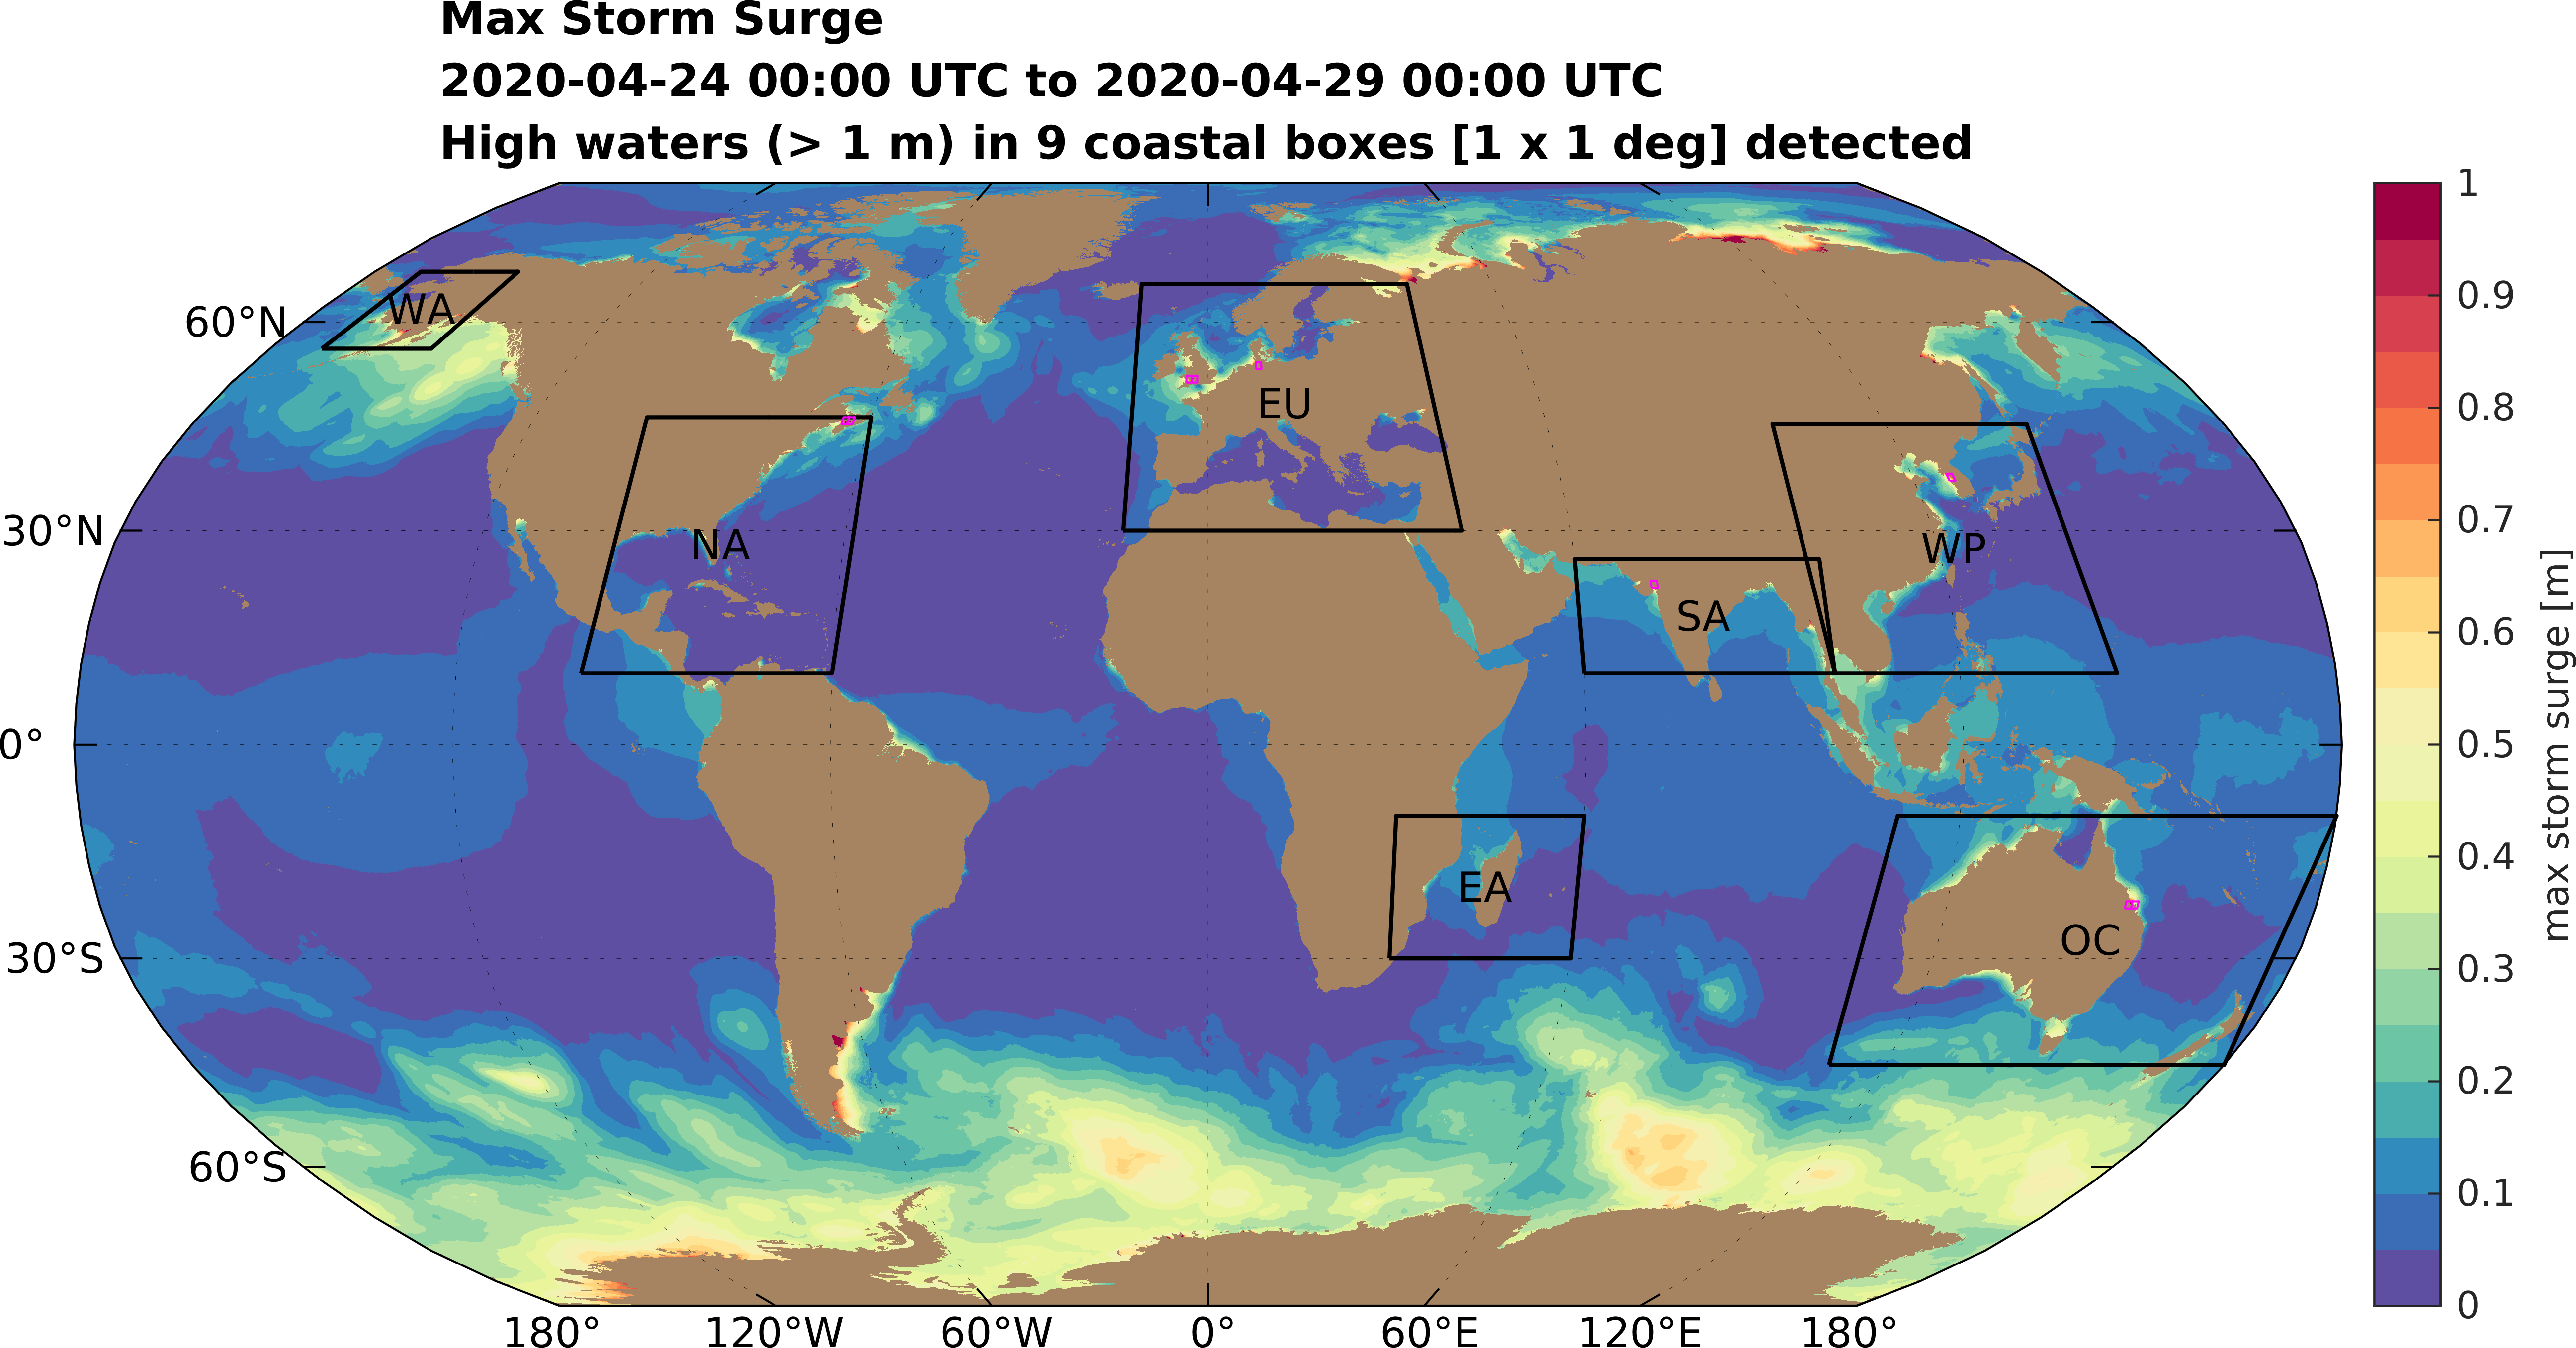 Max Storm Surge
2020-04-24 00:00 UTC to 2020-04-29 00:00 UTC
High waters (> 1 m) in 9 coastal boxes [1 x 1 deg] detected
60°N
30°N
0°
30°S
60°S
WA
NA
EU
SA
WP
EA
OC
180°
120°W
60°W
0°
60°E
120°E
180°
1
0.9
0.8
0.7
0.6
0.5
0.4
0.3
0.2
0.1
0
max storm surge [m]